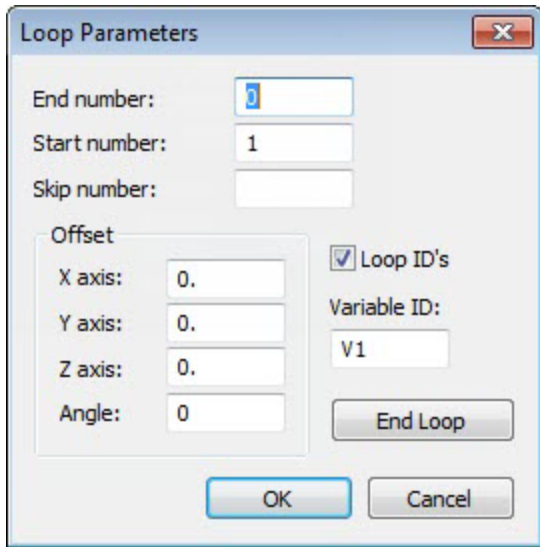 Loop Parameters
End number: 0
Start number: 1
Skip number:
Offset
X axis: 0.
Y axis: 0.
Z axis: 0.
Angle: 0
Loop ID's
Variable ID:
V1
End Loop
OK Cancel